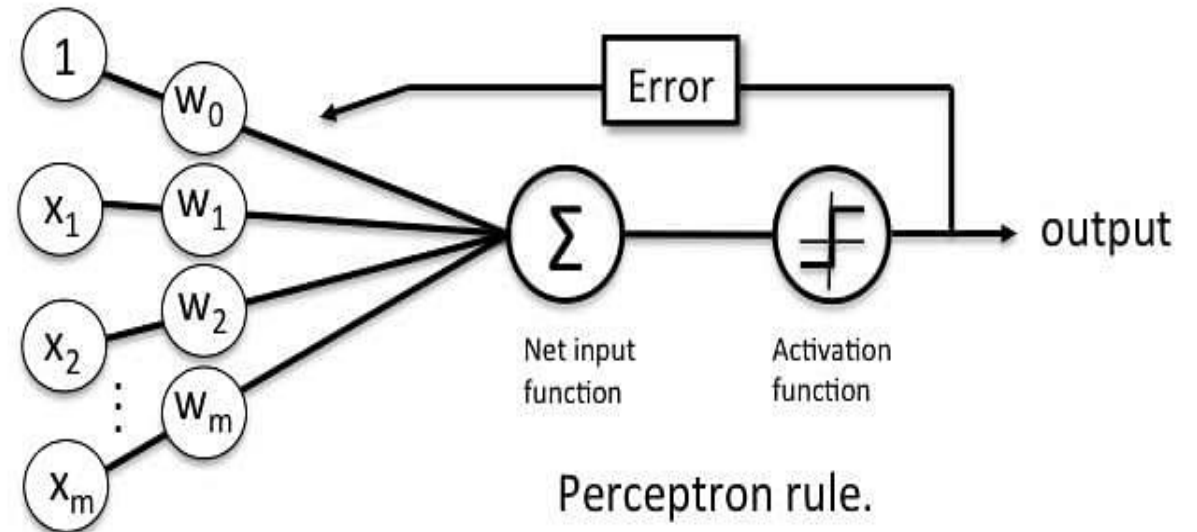 1
w₀
Error
x₁
w₁
Σ
output
x₂
w₂
Net input
function
Activation
function
⋮
wₘ
xₘ
Perceptron rule.